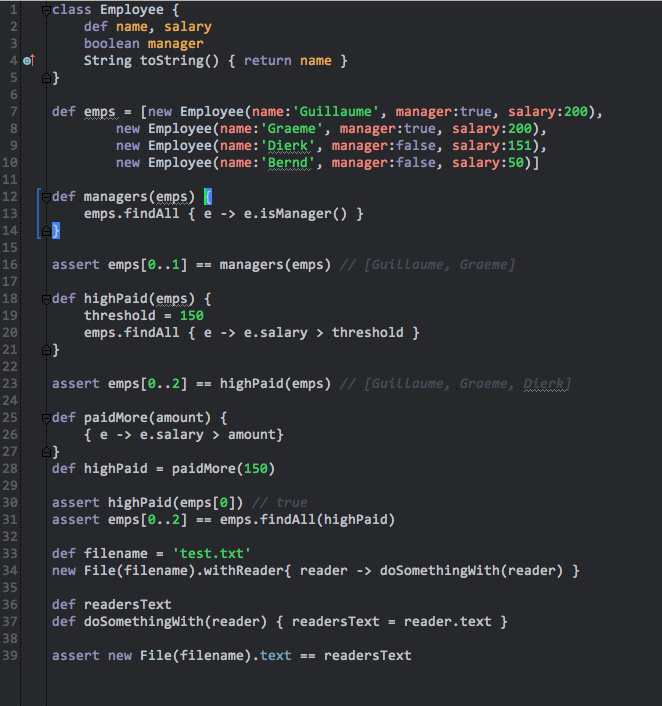 1 class Employee {
2     def name, salary
3     boolean manager
4     String toString() { return name }
5 }
6
7 def emps = [new Employee(name:'Guillaume', manager:true, salary:200),
8         new Employee(name:'Graeme', manager:true, salary:200),
9         new Employee(name:'Dierk', manager:false, salary:151),
10         new Employee(name:'Bernd', manager:false, salary:50)]
11
12 def managers(emps) {
13     emps.findAll { e -> e.isManager() }
14 }
15
16 assert emps[0..1] == managers(emps) // [Guillaume, Graeme]
17
18 def highPaid(emps) {
19     threshold = 150
20     emps.findAll { e -> e.salary > threshold }
21 }
22
23 assert emps[0..2] == highPaid(emps) // [Guillaume, Graeme, Dierk]
24
25 def paidMore(amount) {
26     { e -> e.salary > amount}
27 }
28 def highPaid = paidMore(150)
29
30 assert highPaid(emps[0]) // true
31 assert emps[0..2] == emps.findAll(highPaid)
32
33 def filename = 'test.txt'
34 new File(filename).withReader{ reader -> doSomethingWith(reader) }
35
36 def readersText
37 def doSomethingWith(reader) { readersText = reader.text }
38
39 assert new File(filename).text == readersText